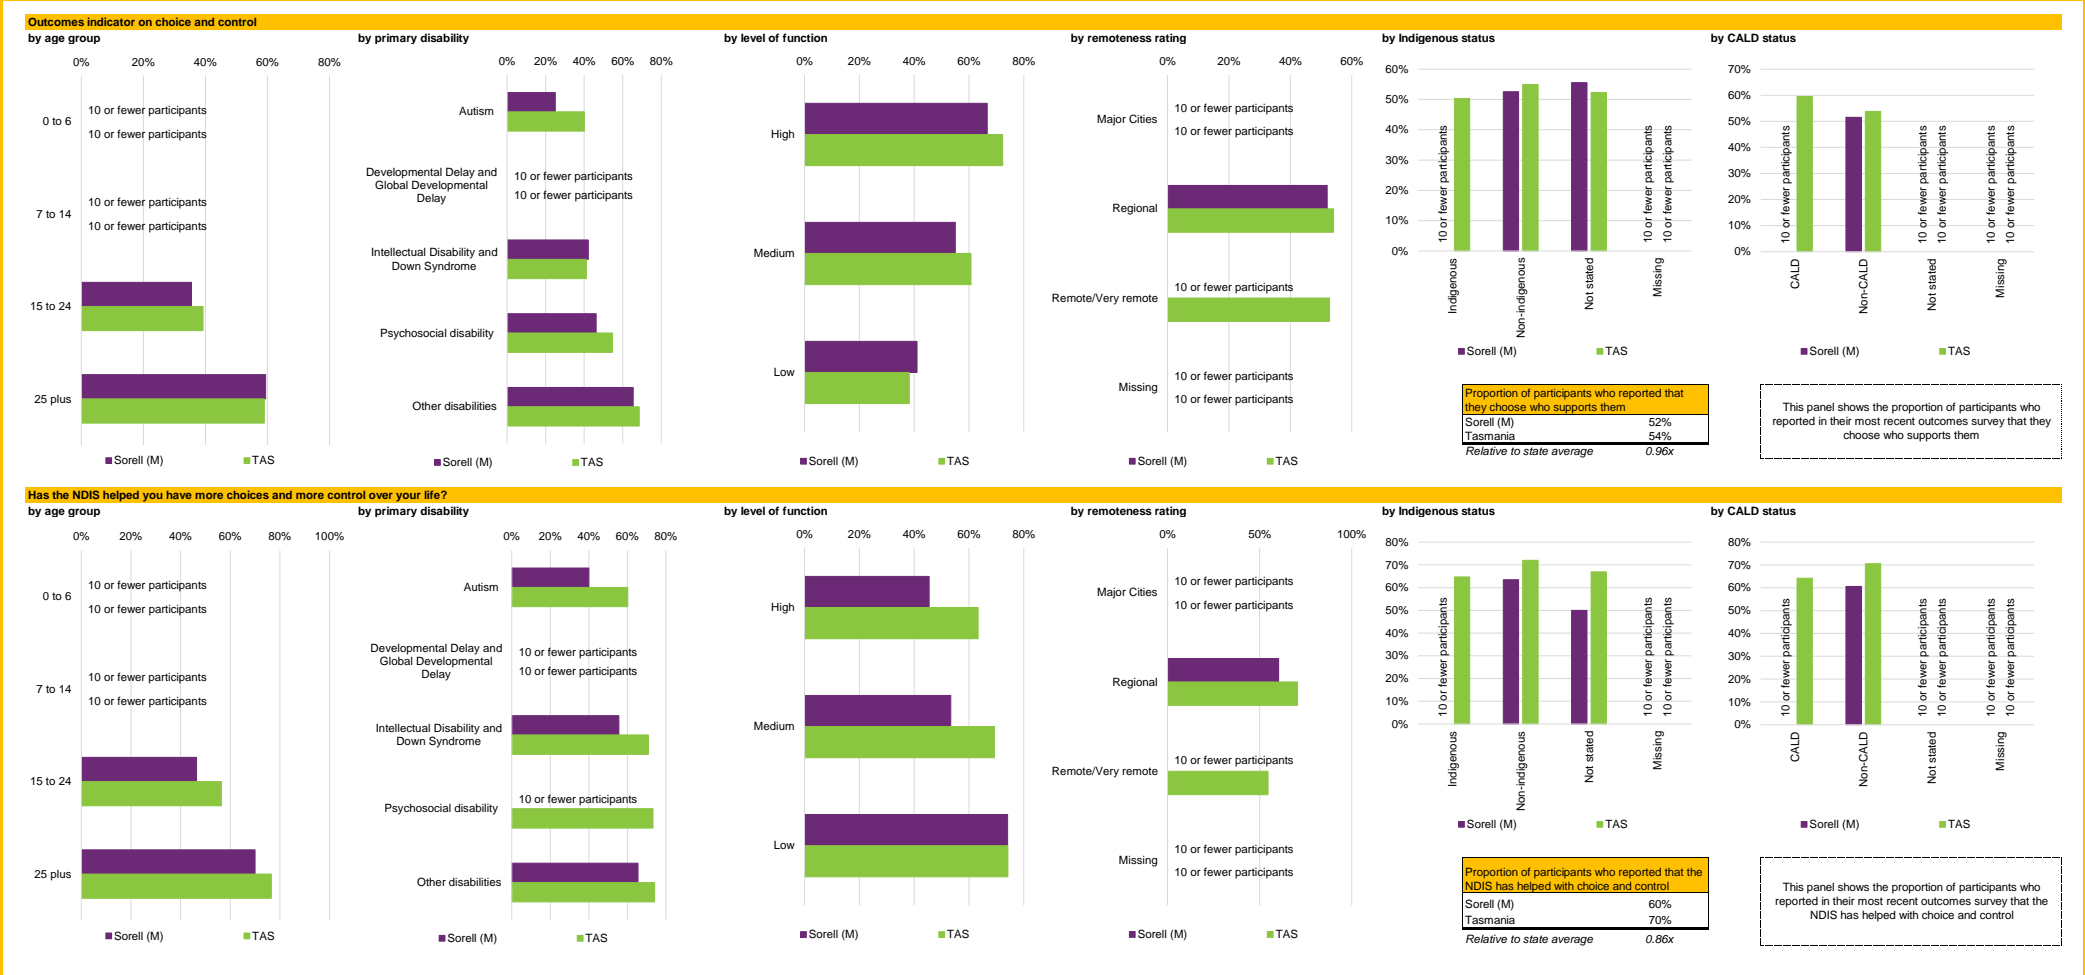 Outcomes indicator on choice and control
by age group
0% 20% 40% 60% 80%
0 to 6
10 or fewer participants
10 or fewer participants
7 to 14
10 or fewer participants
10 or fewer participants
15 to 24
25 plus
Sorell (M) TAS
by primary disability
0% 20% 40% 60% 80%
Autism
Developmental Delay and
Global Developmental
Delay
10 or fewer participants
10 or fewer participants
Intellectual Disability and
Down Syndrome
Psychosocial disability
Other disabilities
Sorell (M) TAS
by level of function
0% 20% 40% 60% 80%
High
Medium
Low
Sorell (M) TAS
by remoteness rating
0% 20% 40% 60%
Major Cities
10 or fewer participants
10 or fewer participants
Regional
Remote/Very remote
10 or fewer participants
Missing
10 or fewer participants
10 or fewer participants
Sorell (M) TAS
by Indigenous status
60%
50%
40%
30%
20%
10%
0%
10 or fewer participants
10 or fewer participants
10 or fewer participants
Indigenous
Non-indigenous
Not stated
Missing
Sorell (M) TAS
Proportion of participants who reported that
they choose who supports them
Sorell (M) 52%
Tasmania 54%
Relative to state average 0.96x
by CALD status
70%
60%
50%
40%
30%
20%
10%
0%
10 or fewer participants
10 or fewer participants
10 or fewer participants
10 or fewer participants
10 or fewer participants
CALD
Non-CALD
Not stated
Missing
Sorell (M) TAS
This panel shows the proportion of participants who
reported in their most recent outcomes survey that they
choose who supports them
Has the NDIS helped you have more choices and more control over your life?
by age group
0% 20% 40% 60% 80% 100%
0 to 6
10 or fewer participants
10 or fewer participants
7 to 14
10 or fewer participants
10 or fewer participants
15 to 24
25 plus
Sorell (M) TAS
by primary disability
0% 20% 40% 60% 80%
Autism
Developmental Delay and
Global Developmental
Delay
10 or fewer participants
10 or fewer participants
Intellectual Disability and
Down Syndrome
Psychosocial disability
10 or fewer participants
Other disabilities
Sorell (M) TAS
by level of function
0% 20% 40% 60% 80%
High
Medium
Low
Sorell (M) TAS
by remoteness rating
0% 50% 100%
Major Cities
10 or fewer participants
10 or fewer participants
Regional
Remote/Very remote
10 or fewer participants
Missing
10 or fewer participants
10 or fewer participants
Sorell (M) TAS
by Indigenous status
80%
70%
60%
50%
40%
30%
20%
10%
0%
10 or fewer participants
10 or fewer participants
10 or fewer participants
Indigenous
Non-indigenous
Not stated
Missing
Sorell (M) TAS
Proportion of participants who reported that the
NDIS has helped with choice and control
Sorell (M) 60%
Tasmania 70%
Relative to state average 0.86x
by CALD status
80%
70%
60%
50%
40%
30%
20%
10%
0%
10 or fewer participants
10 or fewer participants
10 or fewer participants
10 or fewer participants
10 or fewer participants
CALD
Non-CALD
Not stated
Missing
Sorell (M) TAS
This panel shows the proportion of participants who
reported in their most recent outcomes survey that the
NDIS has helped with choice and control